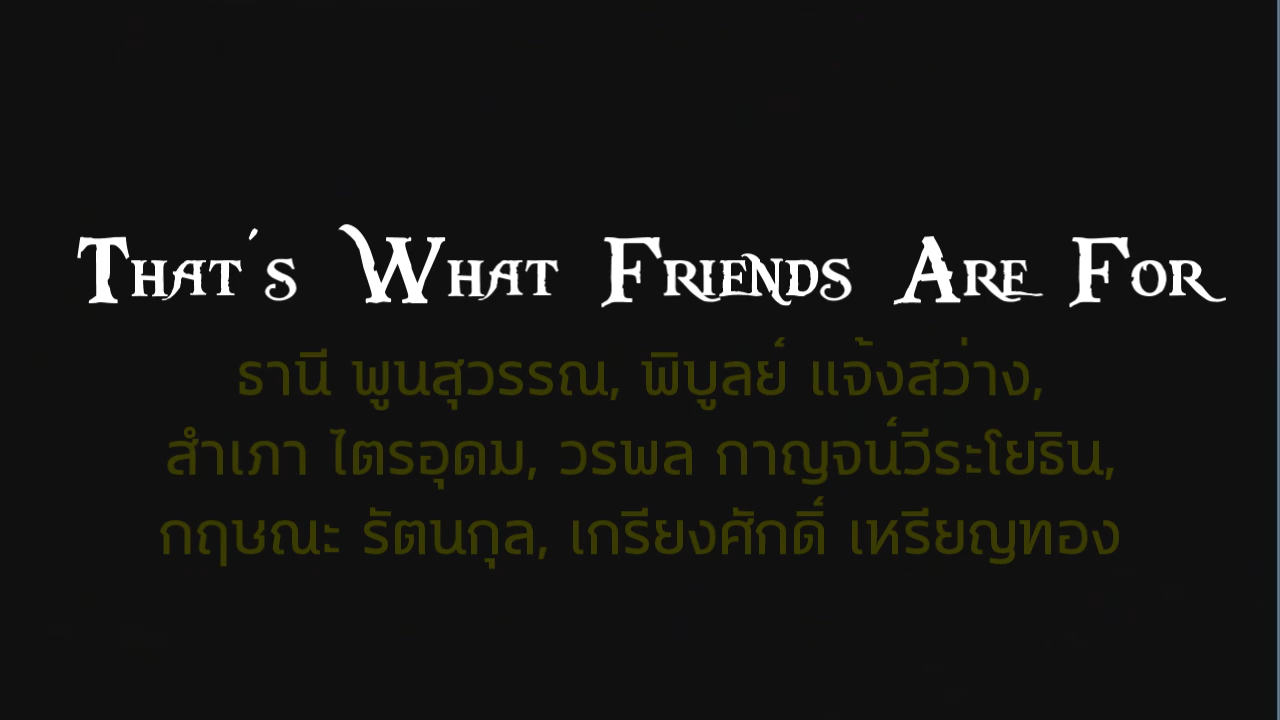 That's What Friends Are For
ธานี พูนสุวรรณ, พิบูลย์ แจ้งสว่าง,
สำเภา ไตรอุดม, วรพล กาญจน์วีระโยธิน,
กฤษณะ รัตนกุล, เกรียงศักดิ์ เหรียญทอง